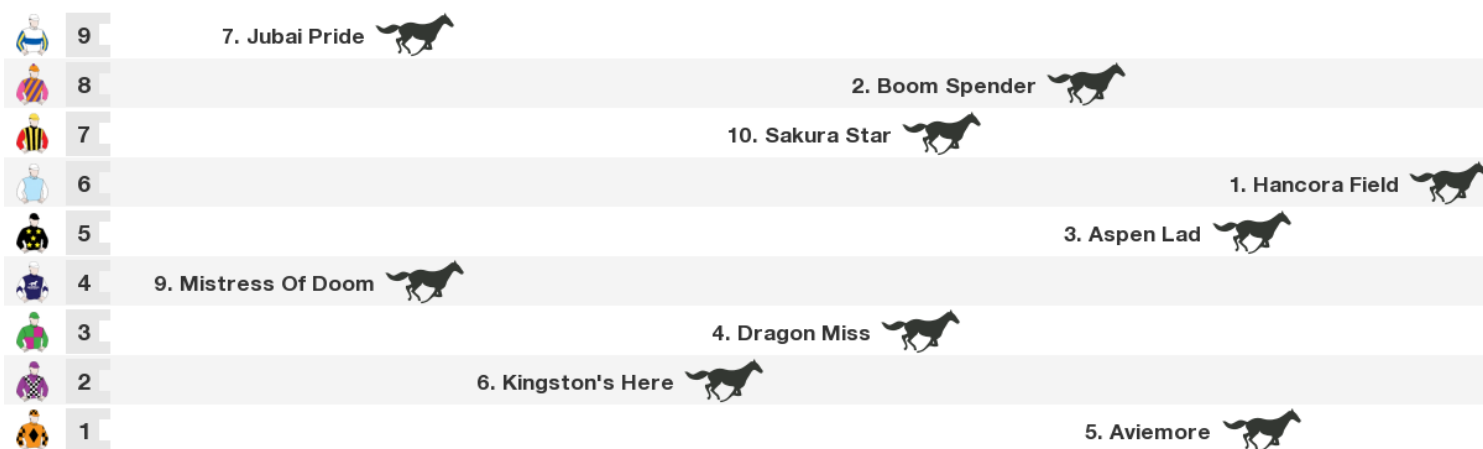 9 7. Jubai Pride
8 2. Boom Spender
7 10. Sakura Star
6 1. Hancora Field
5 3. Aspen Lad
4 9. Mistress Of Doom
3 4. Dragon Miss
2 6. Kingston's Here
1 5. Aviemore